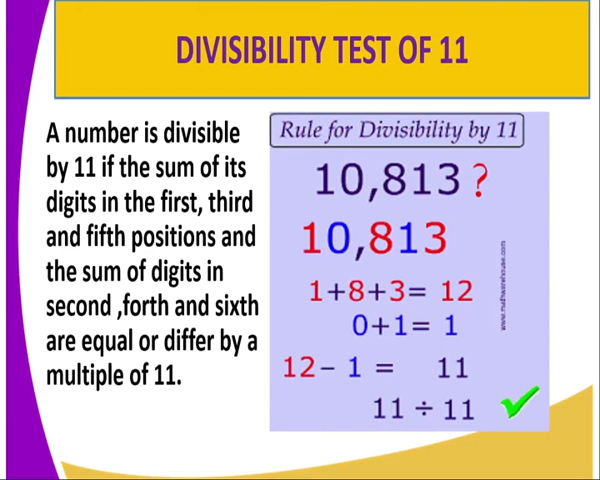 DIVISIBILITY TEST OF 11
A number is divisible
by 11 if the sum of its
digits in the first, third
and fifth positions and
the sum of digits in
second ,forth and sixth
are equal or differ by a
multiple of 11.
Rule for Divisibility by 11
10,813?
10,813
1+8+3= 12
0+1= 1
12- 1 = 11
11 ÷ 11
www.mathwarehouse.com